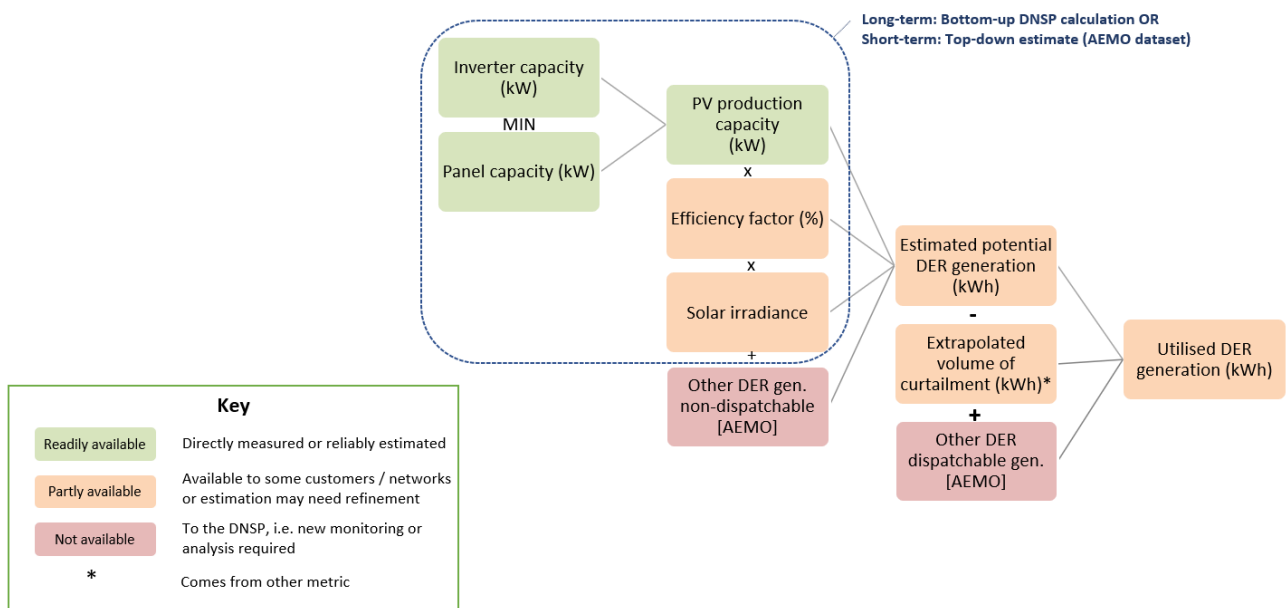 Long-term: Bottom-up DNSP calculation OR
Short-term: Top-down estimate (AEMO dataset)
Inverter capacity
(kW)
MIN
Panel capacity (kW)
PV production
capacity
(kW)
x
Efficiency factor (%)
x
Solar irradiance
+
Other DER gen.
non-dispatchable
[AEMO]
Estimated potential
DER generation
(kWh)
-
Extrapolated
volume of
curtailment (kWh)*
+
Other DER
dispatchable gen.
[AEMO]
Utilised DER
generation (kWh)
Key
Readily available
Directly measured or reliably estimated
Partly available
Available to some customers / networks
or estimation may need refinement
Not available
To the DNSP, i.e. new monitoring or
analysis required
*
Comes from other metric